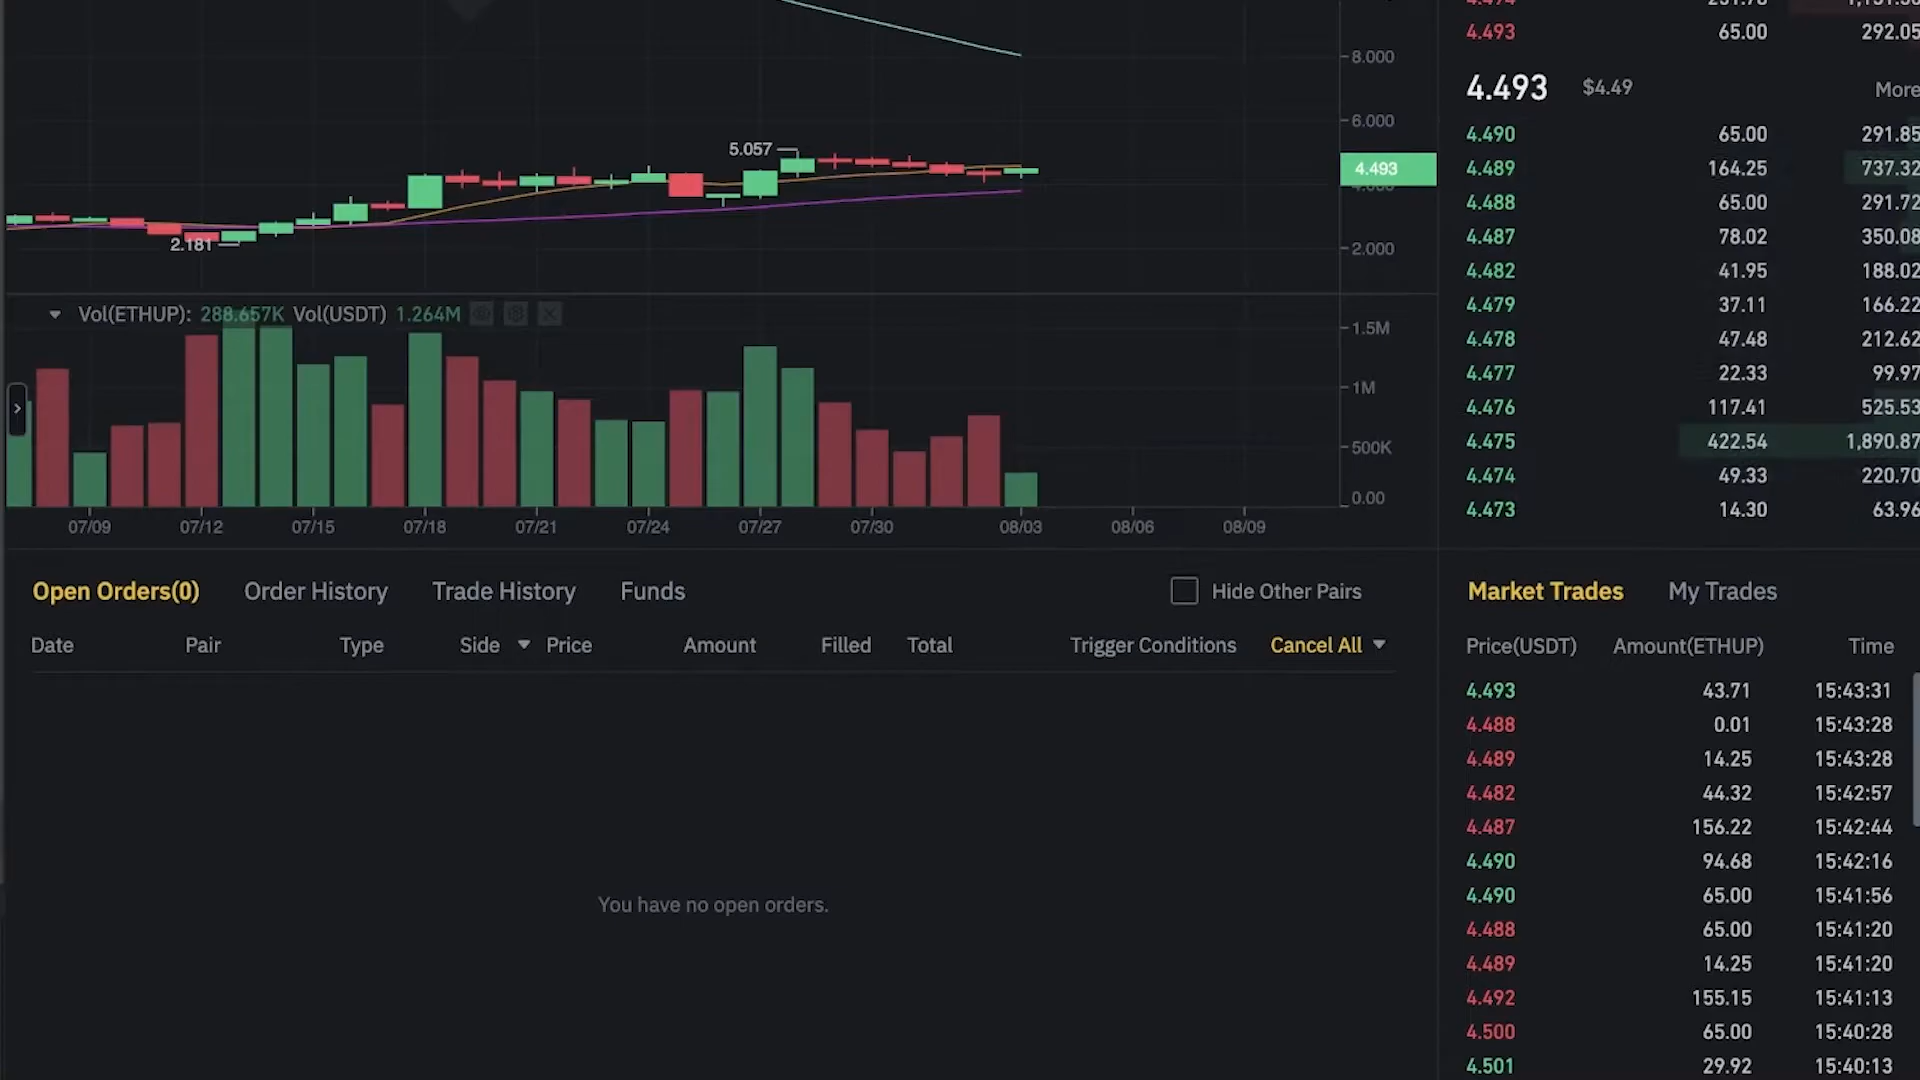 8.000
6.000
5.057
4.493
2.181
2.000
Vol(ETHUP): 288.657K Vol(USDT) 1.264M
1.5M
1M
500K
0.00
07/09 07/12 07/15 07/18 07/21 07/24 07/27 07/30 08/03 08/06 08/09
Open Orders(0) Order History Trade History Funds Hide Other Pairs
Date Pair Type Side Price Amount Filled Total Trigger Conditions Cancel All
You have no open orders.
4.493 65.00 292.05
4.493 $4.49 More
4.490 65.00 291.85
4.489 164.25 737.32
4.488 65.00 291.72
4.487 78.02 350.08
4.482 41.95 188.02
4.479 37.11 166.22
4.478 47.48 212.62
4.477 22.33 99.97
4.476 117.41 525.53
4.475 422.54 1,890.87
4.474 49.33 220.70
4.473 14.30 63.96
Market Trades My Trades
Price(USDT) Amount(ETHUP) Time
4.493 43.71 15:43:31
4.488 0.01 15:43:28
4.489 14.25 15:43:28
4.482 44.32 15:42:57
4.487 156.22 15:42:44
4.490 94.68 15:42:16
4.490 65.00 15:41:56
4.488 65.00 15:41:20
4.489 14.25 15:41:20
4.492 155.15 15:41:13
4.500 65.00 15:40:28
4.501 29.92 15:40:13